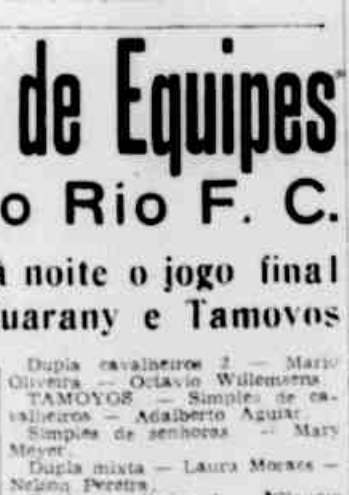 de Equipes
o Rio F. C.
à noite o jogo final
uarany e Tamoyos
Dupla cavalheiros 2 — Mario
Oliveira — Octavio Willemsens
TAMOYOS — Simples de ca-
valheiros — Adalberto Aguiar
Simples de senhoras — Mary
Meyer.
Dupla mixta — Laura Moraes —
Nelson Pereira.